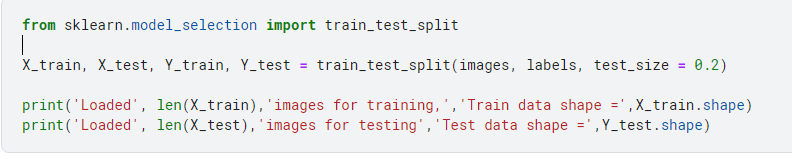 from sklearn.model_selection import train_test_split
X_train, X_test, Y_train, Y_test = train_test_split(images, labels, test_size = 0.2)
print('Loaded', len(X_train),'images for training,','Train data shape =',X_train.shape)
print('Loaded', len(X_test),'images for testing','Test data shape =',Y_test.shape)